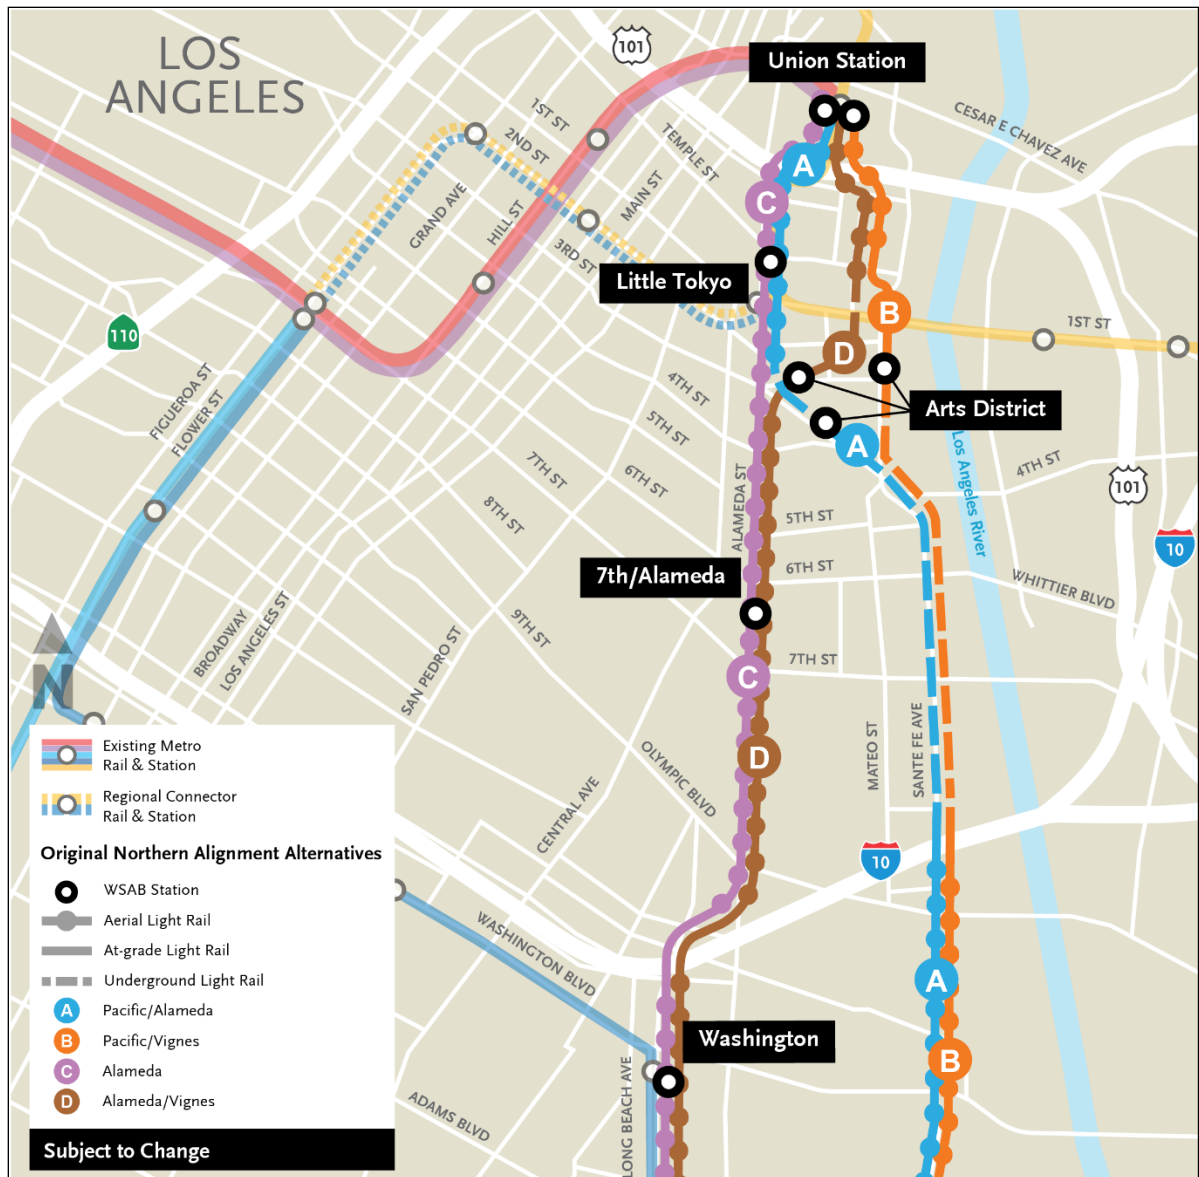 LOS
ANGELES
101
Union Station
CESAR E CHAVEZ AVE
1ST ST
2ND ST
TEMPLE ST
A
C
MAIN ST
GRAND AVE
HILL ST
3RD ST
Little Tokyo
B
1ST ST
110
D
FIGUEROA ST
FLOWER ST
4TH ST
Arts District
5TH ST
A
4TH ST
7TH ST
6TH ST
ALAMEDA ST
Los Angeles River
101
8TH ST
5TH ST
10
7th/Alameda
6TH ST
WHITTIER BLVD
9TH ST
BROADWAY
LOS ANGELES ST
SAN PEDRO ST
7TH ST
N
C
MATEO ST
SANTE FE AVE
D
OLYMPIC BLVD
CENTRAL AVE
10
WASHINGTON BLVD
A
Washington
B
LONG BEACH AVE
ADAMS BLVD
Existing Metro
Rail & Station
Regional Connector
Rail & Station
Original Northern Alignment Alternatives
WSAB Station
Aerial Light Rail
At-grade Light Rail
Underground Light Rail
A Pacific/Alameda
B Pacific/Vignes
C Alameda
D Alameda/Vignes
Subject to Change